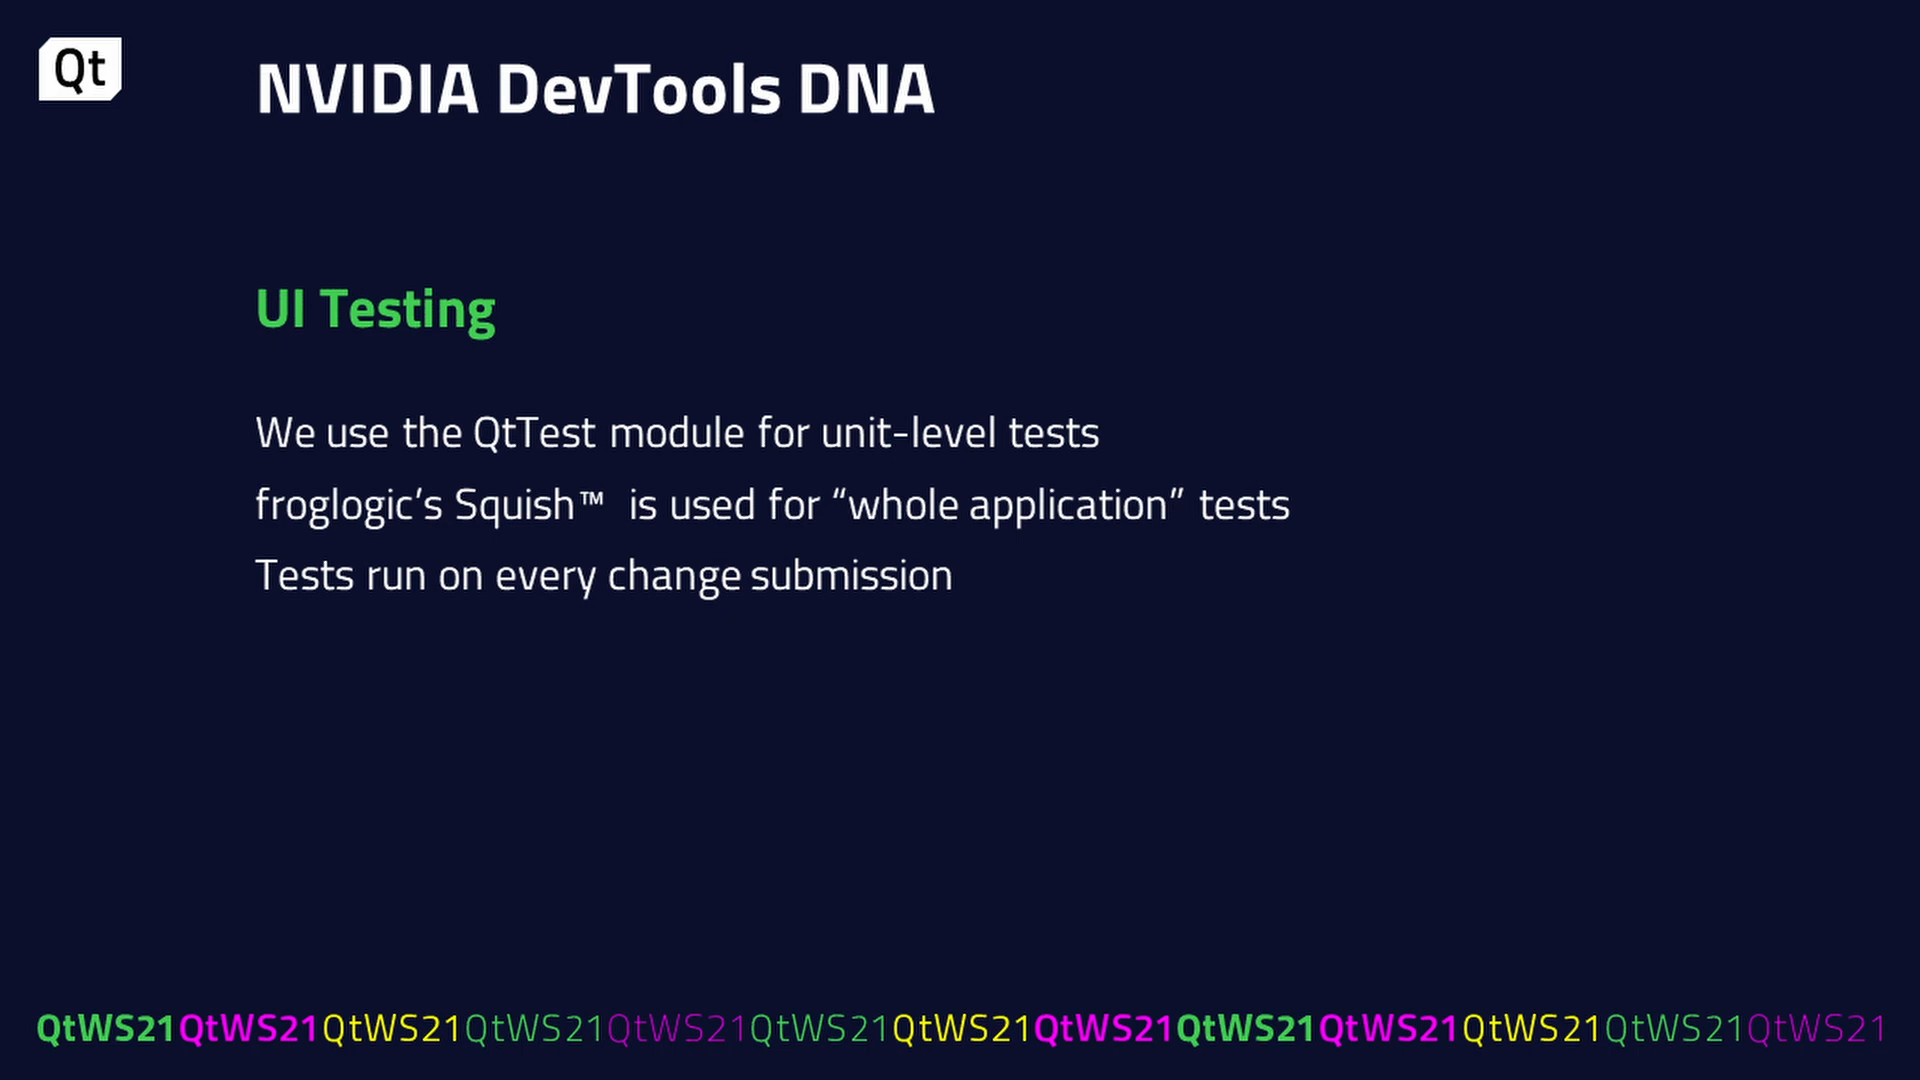 Qt
NVIDIA DevTools DNA
UI Testing
We use the QtTest module for unit-level tests
froglogic’s Squish™ is used for “whole application” tests
Tests run on every change submission
QtWS21QtWS21QtWS21QtWS21QtWS21QtWS21QtWS21QtWS21QtWS21QtWS21QtWS21QtWS21QtWS21